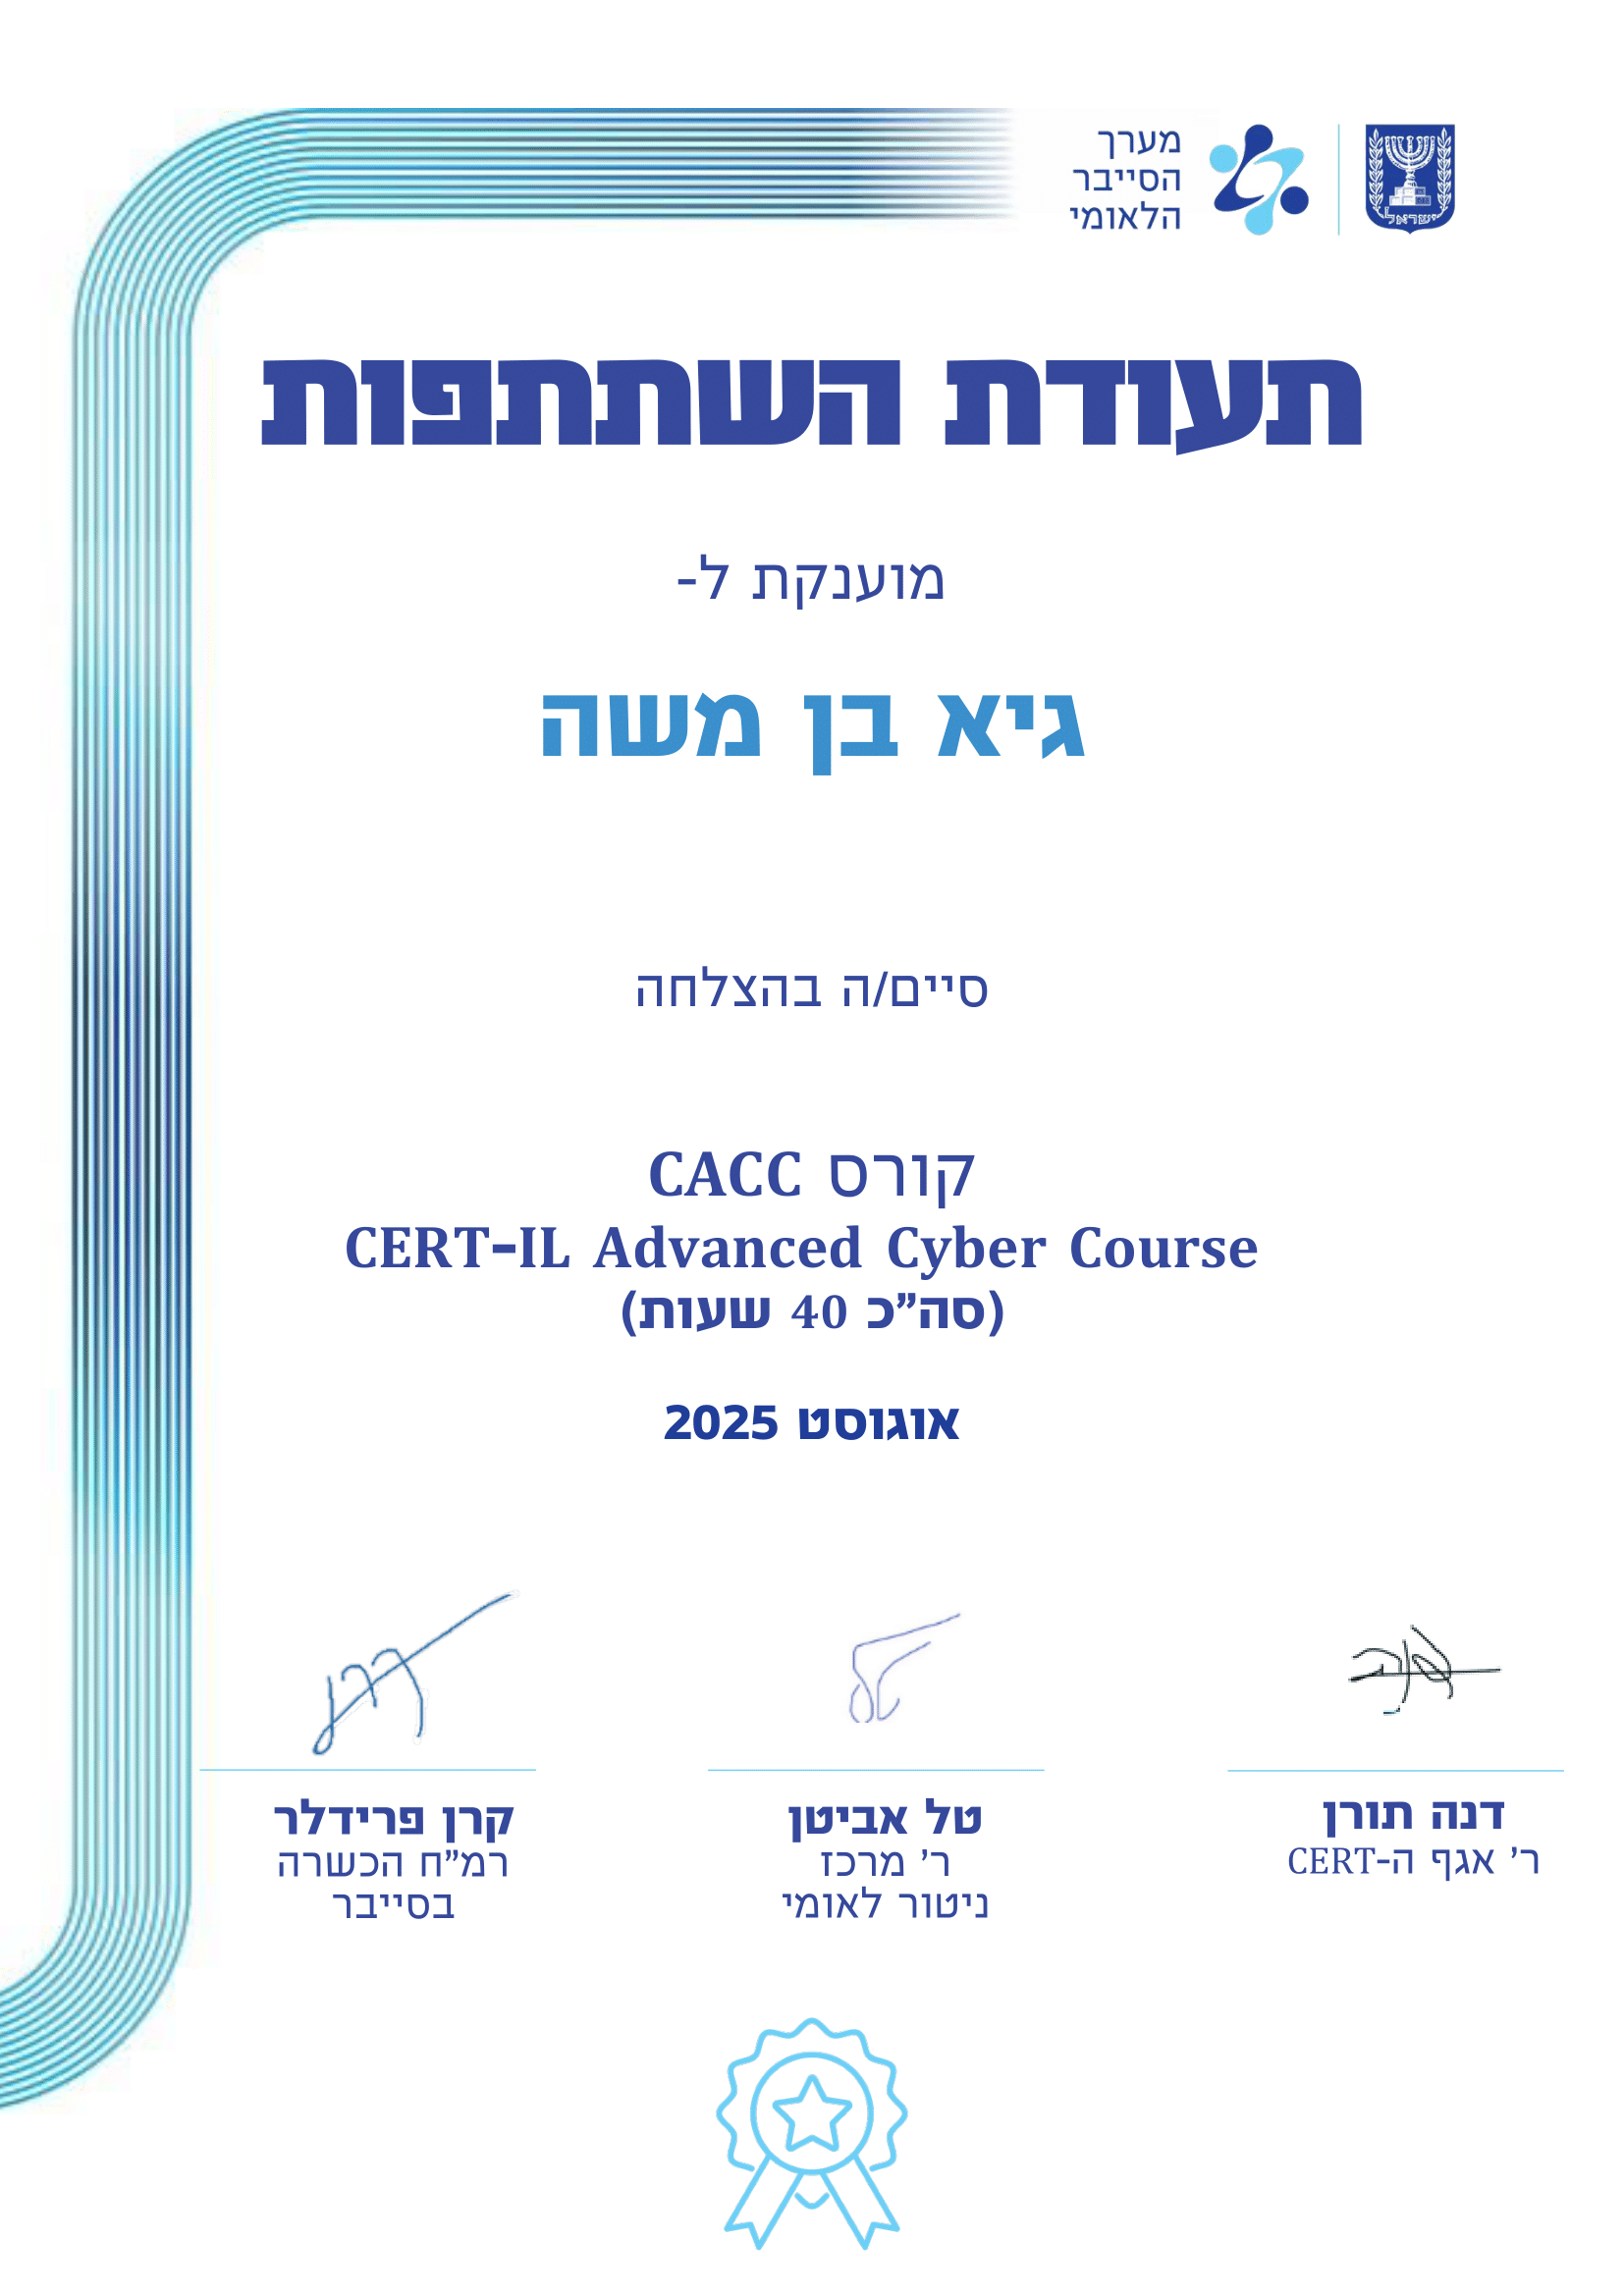 מערך
הסייבר
הלאומי
ישראל
תעודת השתתפות
מוענקת ל-
גיא בן משה
סיים/ה בהצלחה
קורס CACC
CERT-IL Advanced Cyber Course
(סה"כ 40 שעות)
אוגוסט 2025
דנה תורן
ר' אגף ה-CERT
טל אביטן
ר' מרכז
ניטור לאומי
קרן פרידלר
רמ"ח הכשרה
בסייבר